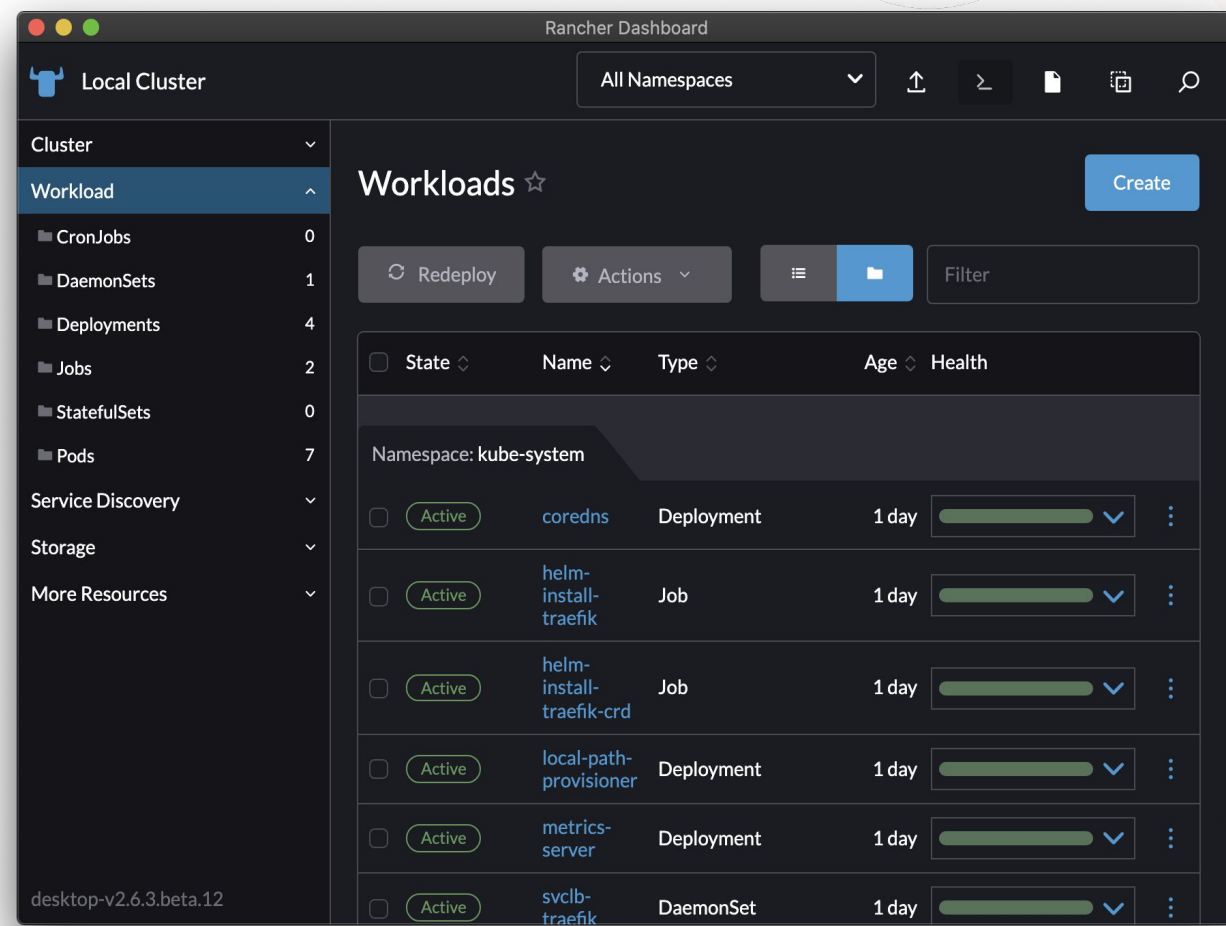 Rancher Dashboard
Local Cluster
All Namespaces
Cluster
Workload
CronJobs 0
DaemonSets 1
Deployments 4
Jobs 2
StatefulSets 0
Pods 7
Service Discovery
Storage
More Resources
desktop-v2.6.3.beta.12
Workloads
Create
Redeploy
Actions
Filter
State Name Type Age Health
Namespace: kube-system
Active coredns Deployment 1 day
helm-
Active install- Job 1 day
traefik
helm-
Active install- Job 1 day
traefik-crd
local-path-
Active provisioner Deployment 1 day
metrics-
Active server Deployment 1 day
svclb-
Active traefik DaemonSet 1 day